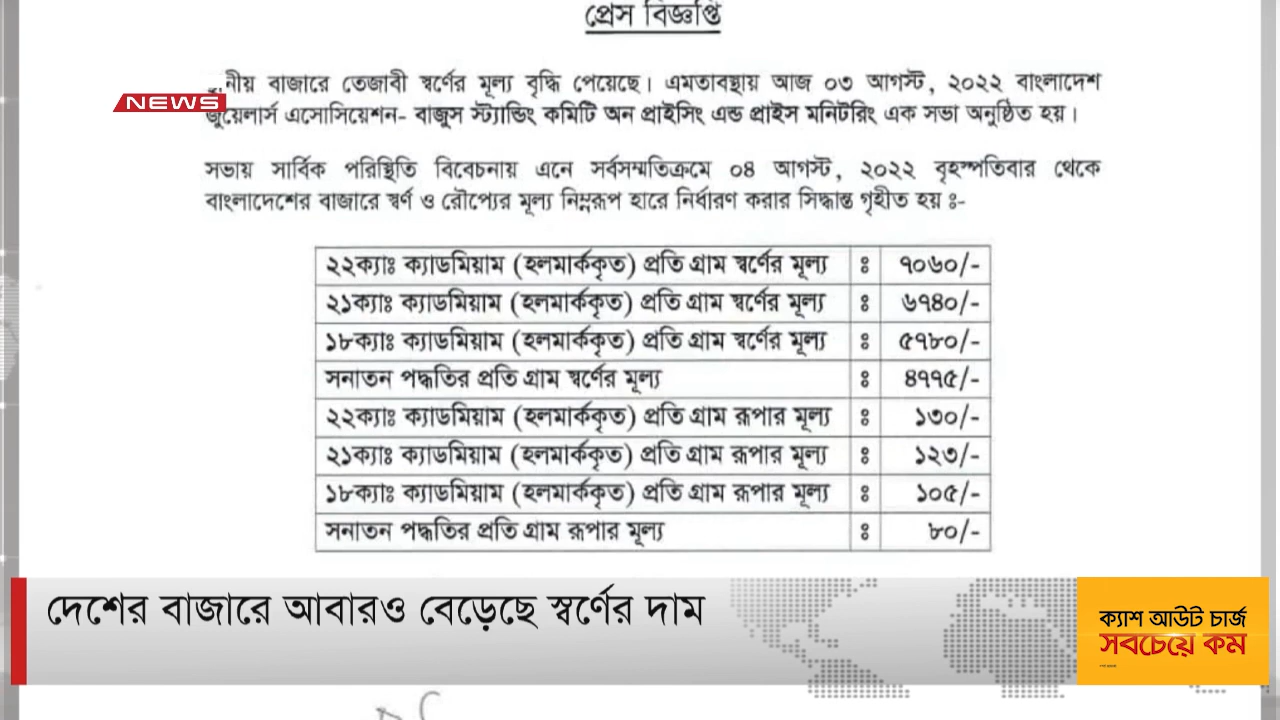 প্রেস বিজ্ঞপ্তি
বাজারে তেজাবী স্বর্ণের মূল্য বৃদ্ধি পেয়েছে। এমতাবস্থায় আজ ০৩ আগস্ট, ২০২২ বাংলাদেশ
NEWS
জুয়েলার্স এসোসিয়েশন- বাজুস স্ট্যান্ডিং কমিটি অন প্রাইসিং এন্ড প্রাইস মনিটরিং এক সভা অনুষ্ঠিত হয়।
সভায় সার্বিক পরিস্থিতি বিবেচনায় এনে সর্বসম্মতিক্রমে ০৪ আগস্ট, ২০২২ বৃহস্পতিবার থেকে
বাংলাদেশের বাজারে স্বর্ণ ও রৌপ্যের মূল্য নিম্নরূপ হারে নির্ধারণ করার সিদ্ধান্ত গৃহীত হয় ঃ-
২২ক্যাঃ ক্যাডমিয়াম (হলমার্ককৃত) প্রতি গ্রাম স্বর্ণের মূল্য ঃ ৭০৬০/-
২১ক্যাঃ ক্যাডমিয়াম (হলমার্ককৃত) প্রতি গ্রাম স্বর্ণের মূল্য ঃ ৬৭৪০/-
১৮ক্যাঃ ক্যাডমিয়াম (হলমার্ককৃত) প্রতি গ্রাম স্বর্ণের মূল্য ঃ ৫৭৮০/-
সনাতন পদ্ধতির প্রতি গ্রাম স্বর্ণের মূল্য ঃ ৪৭৭৫/-
২২ক্যাঃ ক্যাডমিয়াম (হলমার্ককৃত) প্রতি গ্রাম রূপার মূল্য ঃ ১৩০/-
২১ক্যাঃ ক্যাডমিয়াম (হলমার্ককৃত) প্রতি গ্রাম রূপার মূল্য ঃ ১২৩/-
১৮ক্যাঃ ক্যাডমিয়াম (হলমার্ককৃত) প্রতি গ্রাম রূপার মূল্য ঃ ১০৫/-
সনাতন পদ্ধতির প্রতি গ্রাম রূপার মূল্য ঃ ৮০/-
দেশের বাজারে আবারও বেড়েছে স্বর্ণের দাম
ক্যাশ আউট চার্জ
সবচেয়ে কম